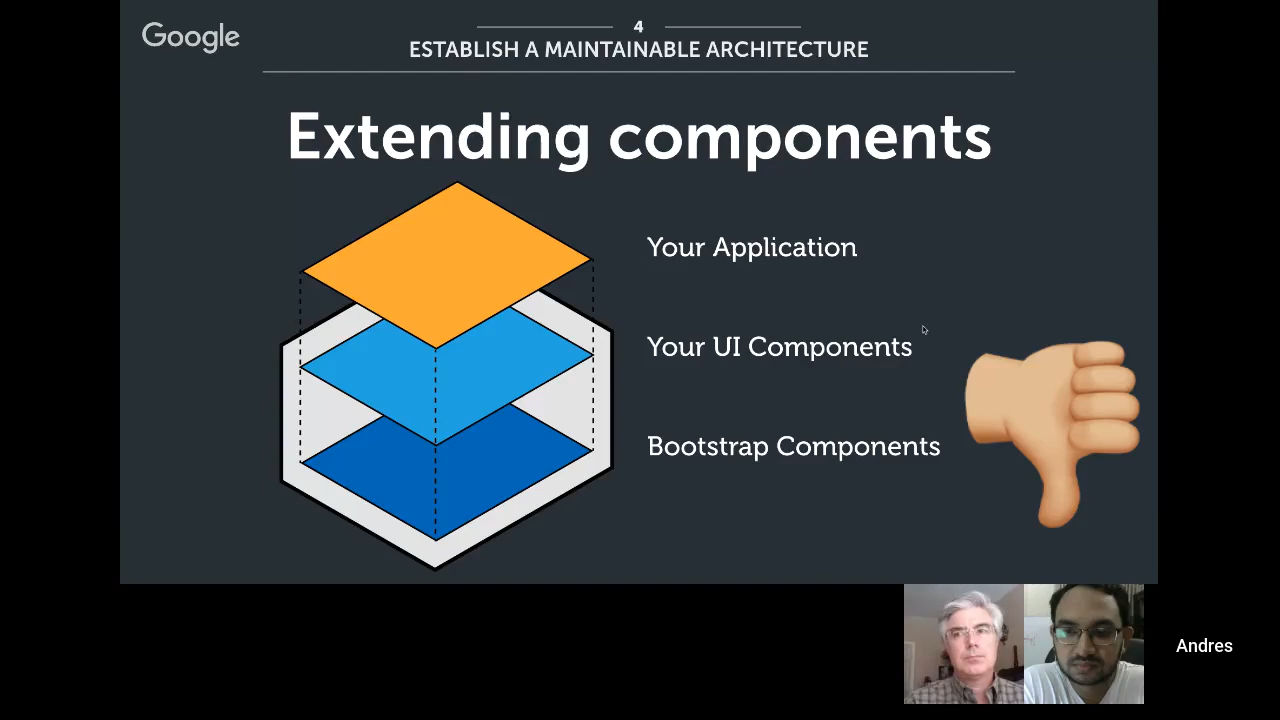 Google
4
ESTABLISH A MAINTAINABLE ARCHITECTURE
Extending components
Your Application
Your UI Components
Bootstrap Components
Andres